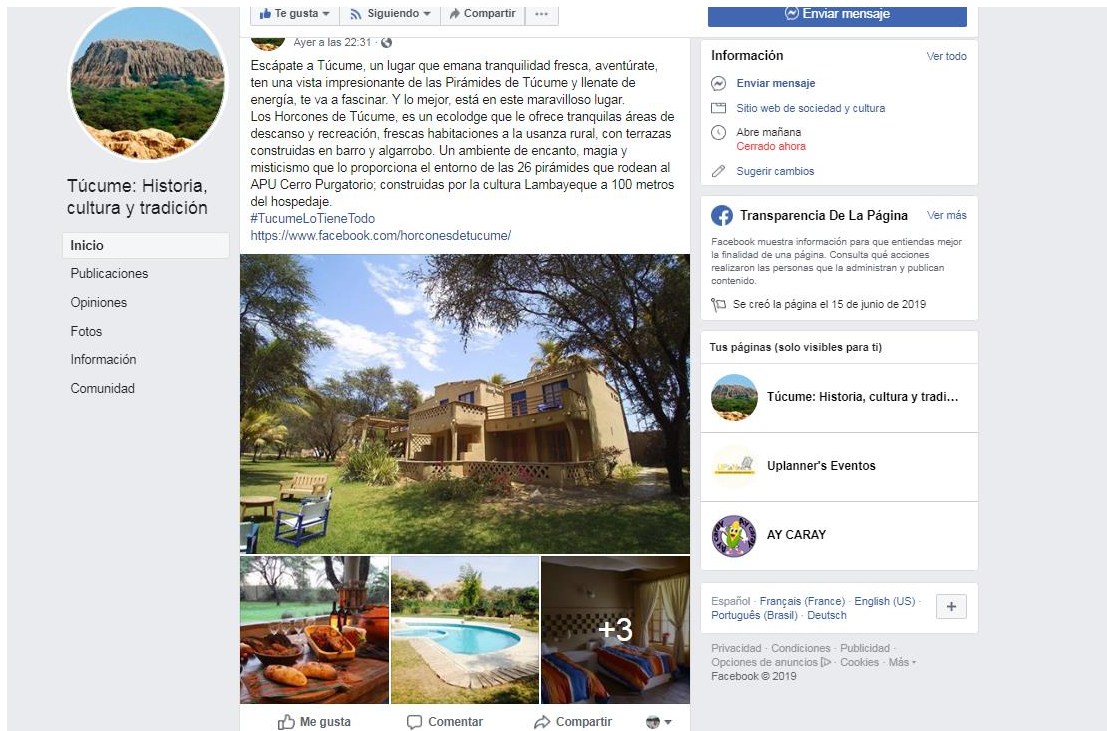 Te gusta
Siguiendo
Compartir
Enviar mensaje
Túcume: Historia,
cultura y tradición
Inicio
Publicaciones
Opiniones
Fotos
Información
Comunidad
Ayer a las 22:31 ·
Escápate a Túcume, un lugar que emana tranquilidad fresca, aventúrate,
ten una vista impresionante de las Pirámides de Túcume y llenate de
energía, te va a fascinar. Y lo mejor, está en este maravilloso lugar.
Los Horcones de Túcume, es un ecolodge que le ofrece tranquilas áreas de
descanso y recreación, frescas habitaciones a la usanza rural, con terrazas
construidas en barro y algarrobo. Un ambiente de encanto, magia y
misticismo que lo proporciona el entorno de las 26 pirámides que rodean al
APU Cerro Purgatorio; construidas por la cultura Lambayeque a 100 metros
del hospedaje.
#TucumeLoTieneTodo
https://www.facebook.com/horconesdetucume/
+3
Me gusta
Comentar
Compartir
Información
Ver todo
Enviar mensaje
Sitio web de sociedad y cultura
Abre mañana
Cerrado ahora
Sugerir cambios
Transparencia De La Página
Ver más
Facebook muestra información para que entiendas mejor
la finalidad de una página. Consulta qué acciones
realizaron las personas que la administran y publican
contenido.
Se creó la página el 15 de junio de 2019
Tus páginas (solo visibles para ti)
Túcume: Historia, cultura y tradi...
Uplanner's Eventos
AY CARAY
Español · Français (France) · English (US) ·
Português (Brasil) · Deutsch
Privacidad · Condiciones · Publicidad ·
Opciones de anuncios · Cookies · Más
Facebook © 2019